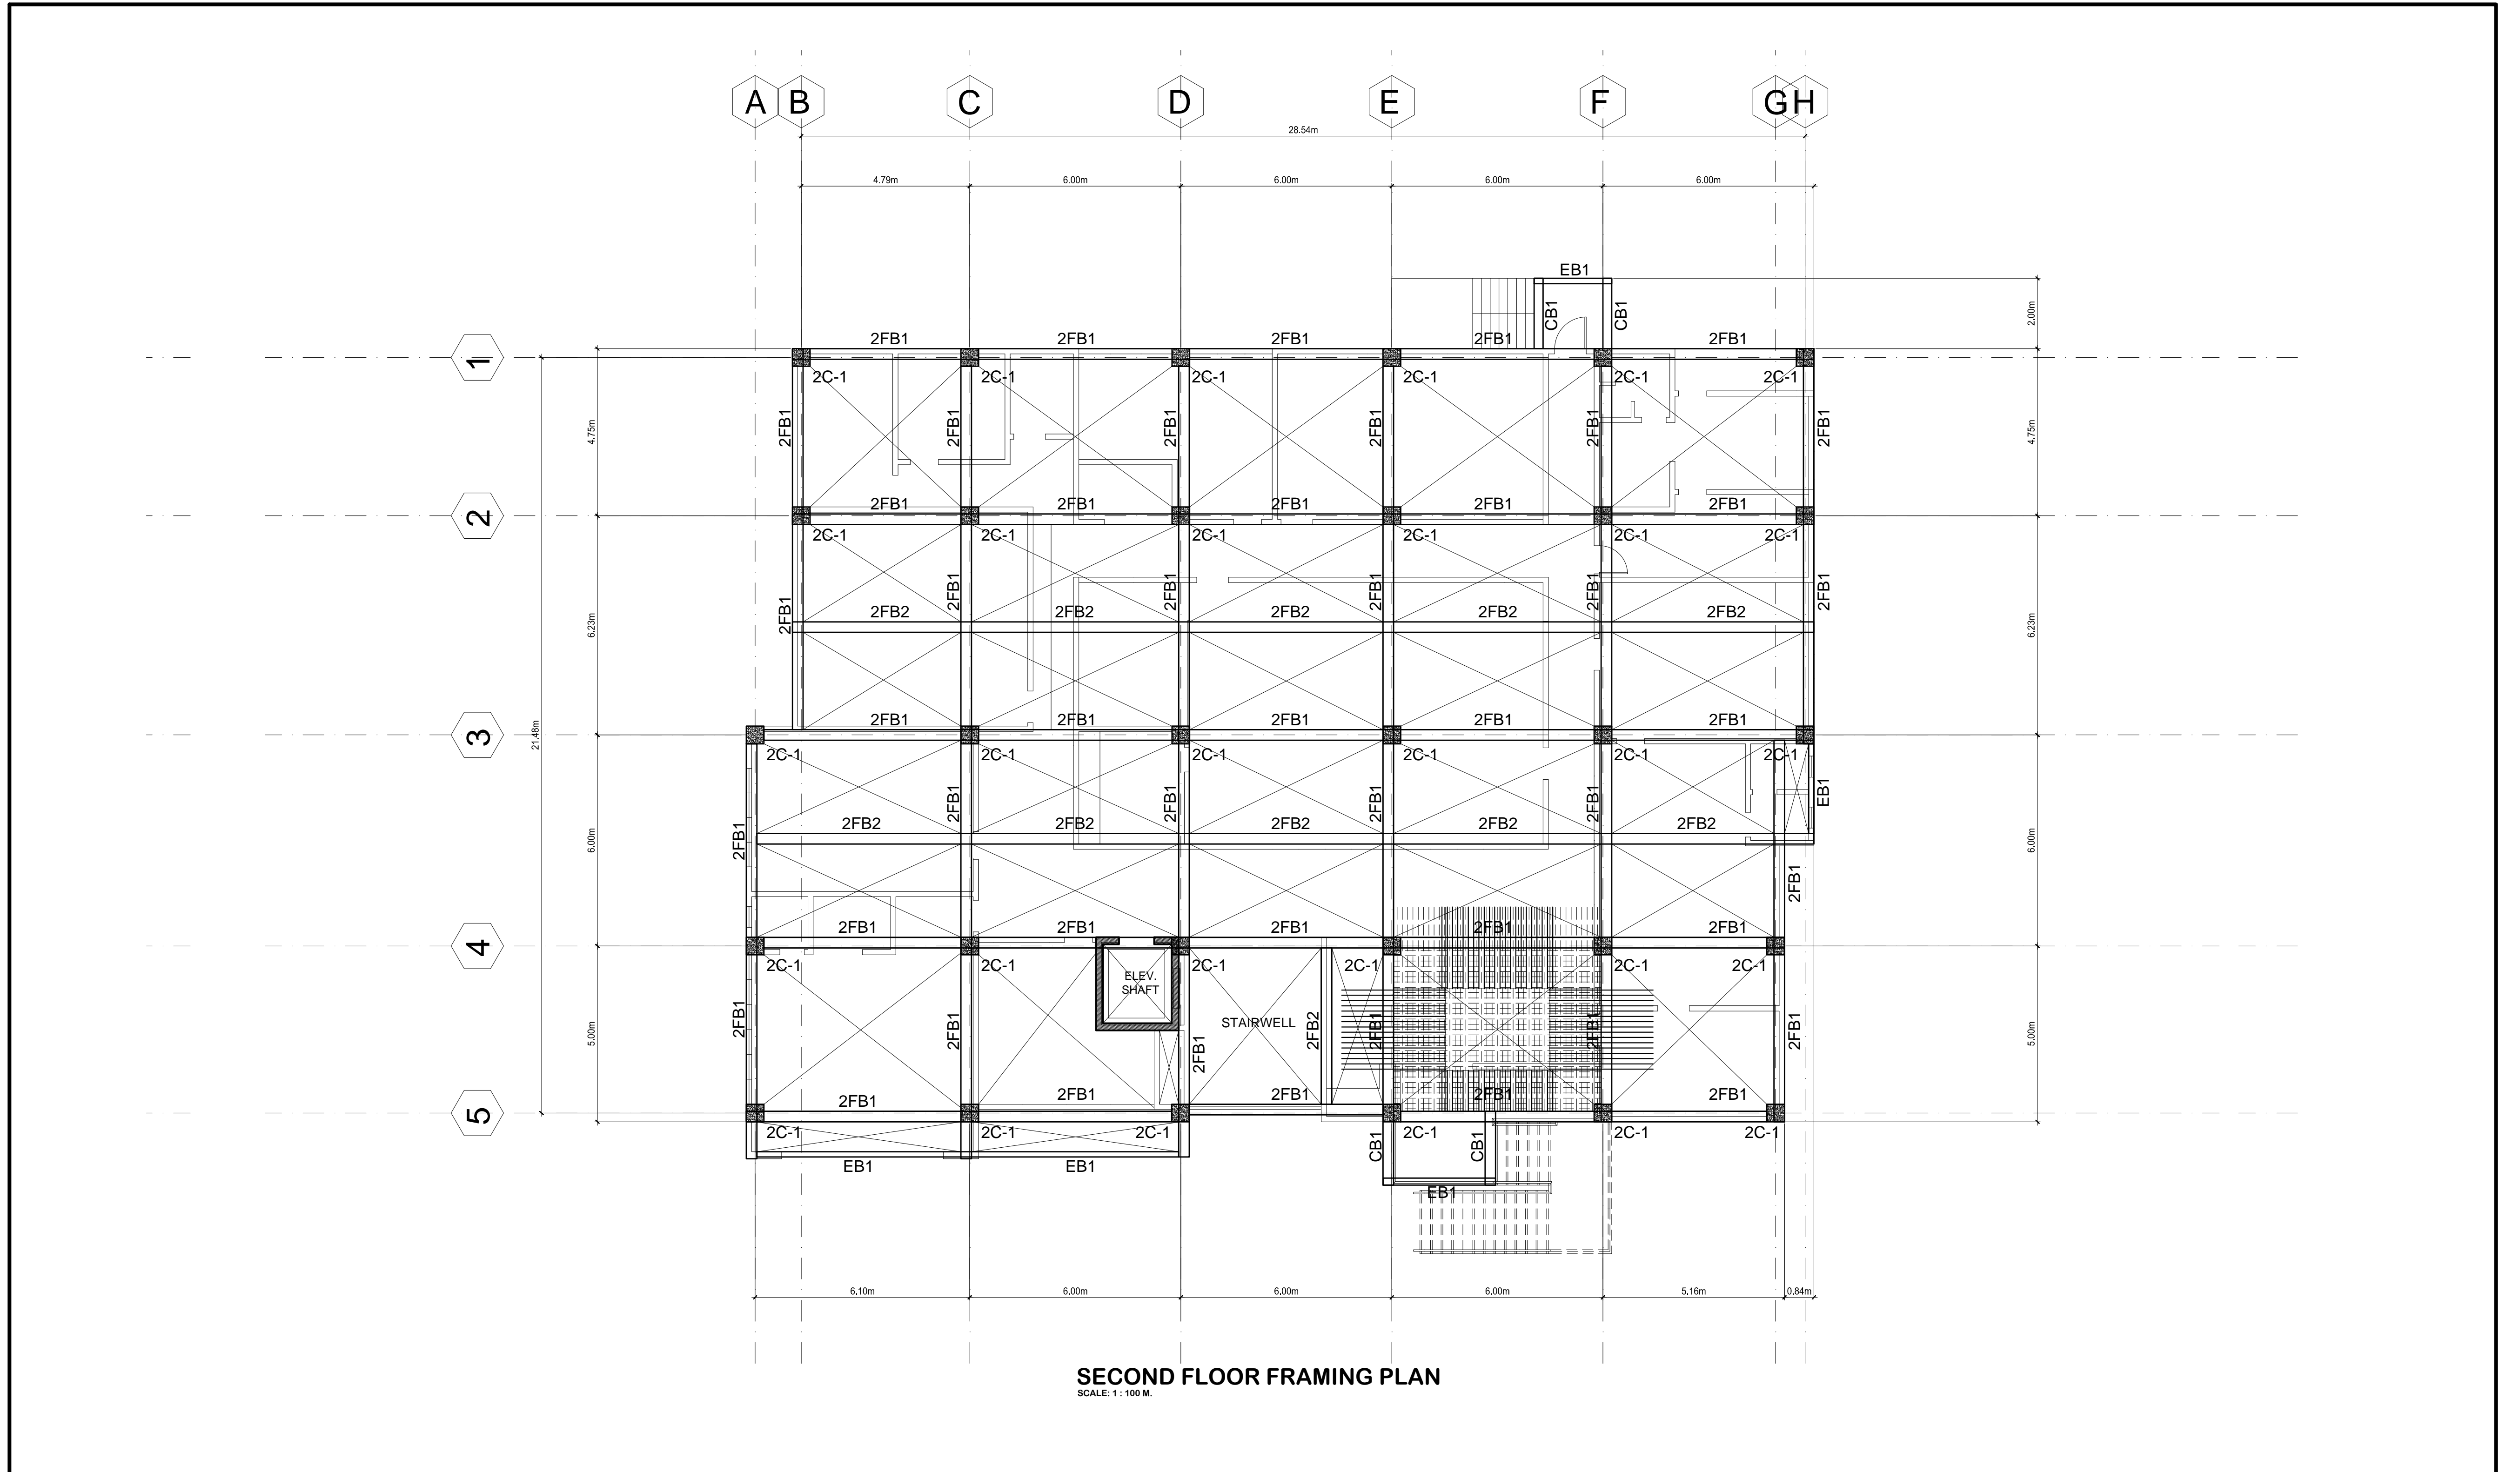 A B C D E F G H
28.54m
4.79m 6.00m 6.00m 6.00m 6.00m
EB1
2.00m
CB1 CB1
2FB1 2FB1 2FB1 2FB1 2FB1
1
2C-1 2C-1 2C-1 2C-1 2C-1 2C-1
4.75m 2FB1 2FB1 2FB1 2FB1 2FB1 2FB1 4.75m
2FB1 2FB1 2FB1 2FB1 2FB1
2
2C-1 2C-1 2C-1 2C-1 2C-1 2C-1
6.23m 2FB1 2FB1 2FB1 2FB1 2FB1 2FB1 6.23m
2FB2 2FB2 2FB2 2FB2 2FB2
2FB1 2FB1 2FB1 2FB1 2FB1
21.48m
3
2C-1 2C-1 2C-1 2C-1 2C-1 2C-1
2FB1 2FB1 2FB1 2FB1 EB1
2FB2 2FB2 2FB2 2FB2 2FB2
6.00m 2FB1 6.00m
2FB1
2FB1 2FB1 2FB1 2FB1 2FB1
4
2C-1 2C-1 2C-1 2C-1 2C-1 2C-1
ELEV.
SHAFT
STAIRWELL
5.00m 2FB1 2FB1 2FB1 2FB2 2FB1 2FB1 2FB1 5.00m
2FB1 2FB1 2FB1 2FB1 2FB1
5
2C-1 2C-1 2C-1 2C-1 2C-1 2C-1
CB1 CB1
EB1 EB1
EB1
6.10m 6.00m 6.00m 6.00m 5.16m 0.84m
SECOND FLOOR FRAMING PLAN
SCALE: 1 : 100 M.